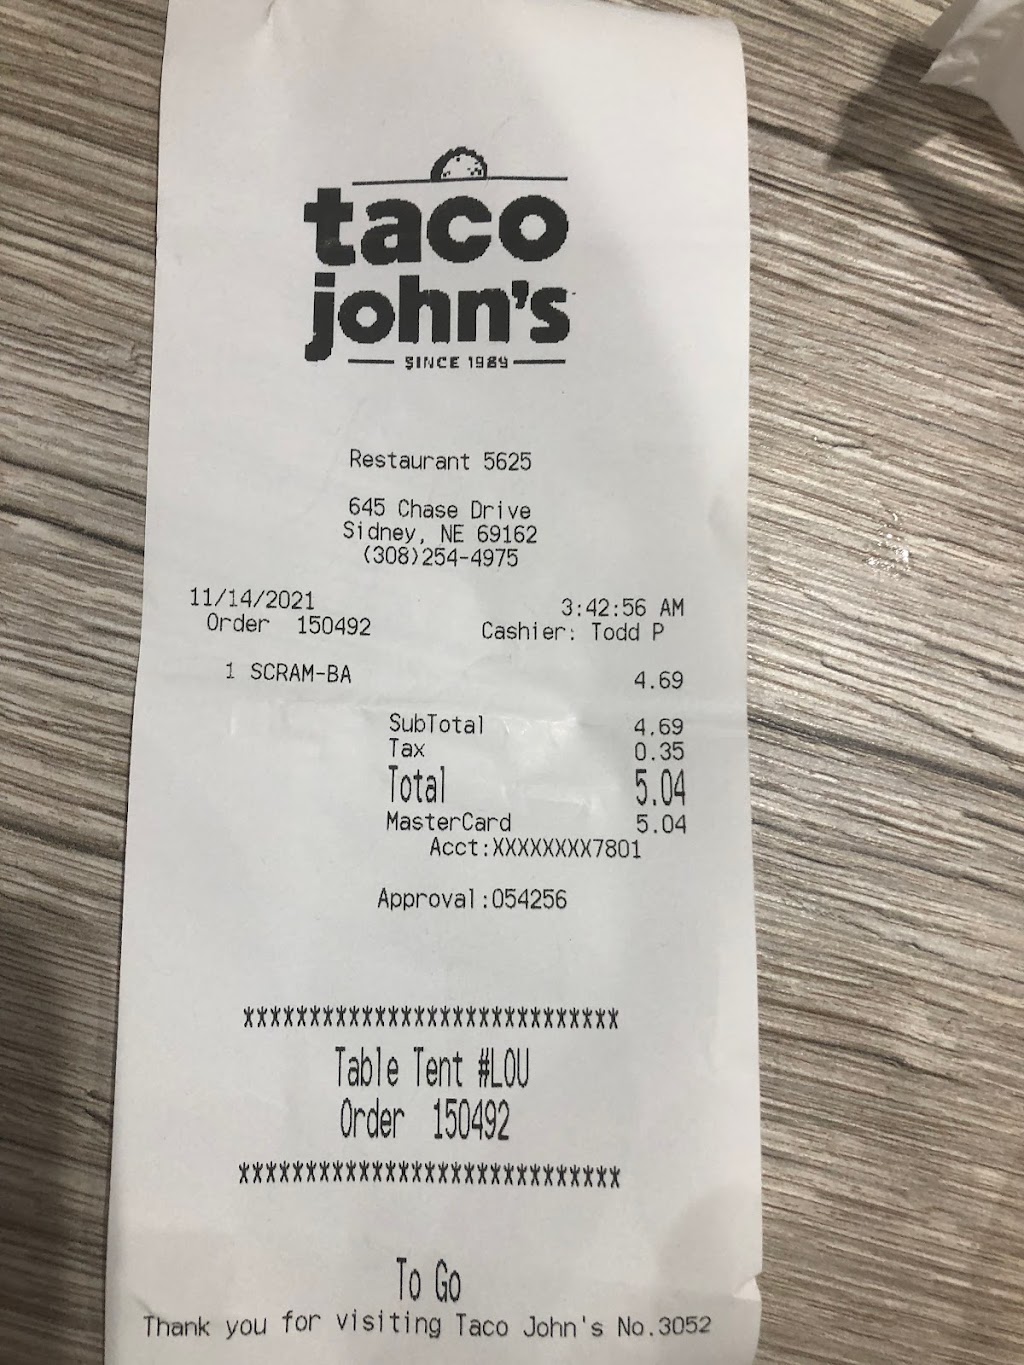 taco
john's
SINCE 1989
Restaurant 5625
645 Chase Drive
Sidney, NE 69162
(308)254-4975
11/14/2021 3:42:56 AM
Order 150492 Cashier: Todd P
1 SCRAM-BA 4.69
SubTotal 4.69
Tax 0.35
Total 5.04
MasterCard 5.04
Acct:XXXXXXXX7801
Approval:054256
*****************************
Table Tent #LOU
Order 150492
*****************************
To Go
Thank you for visiting Taco John's No.3052